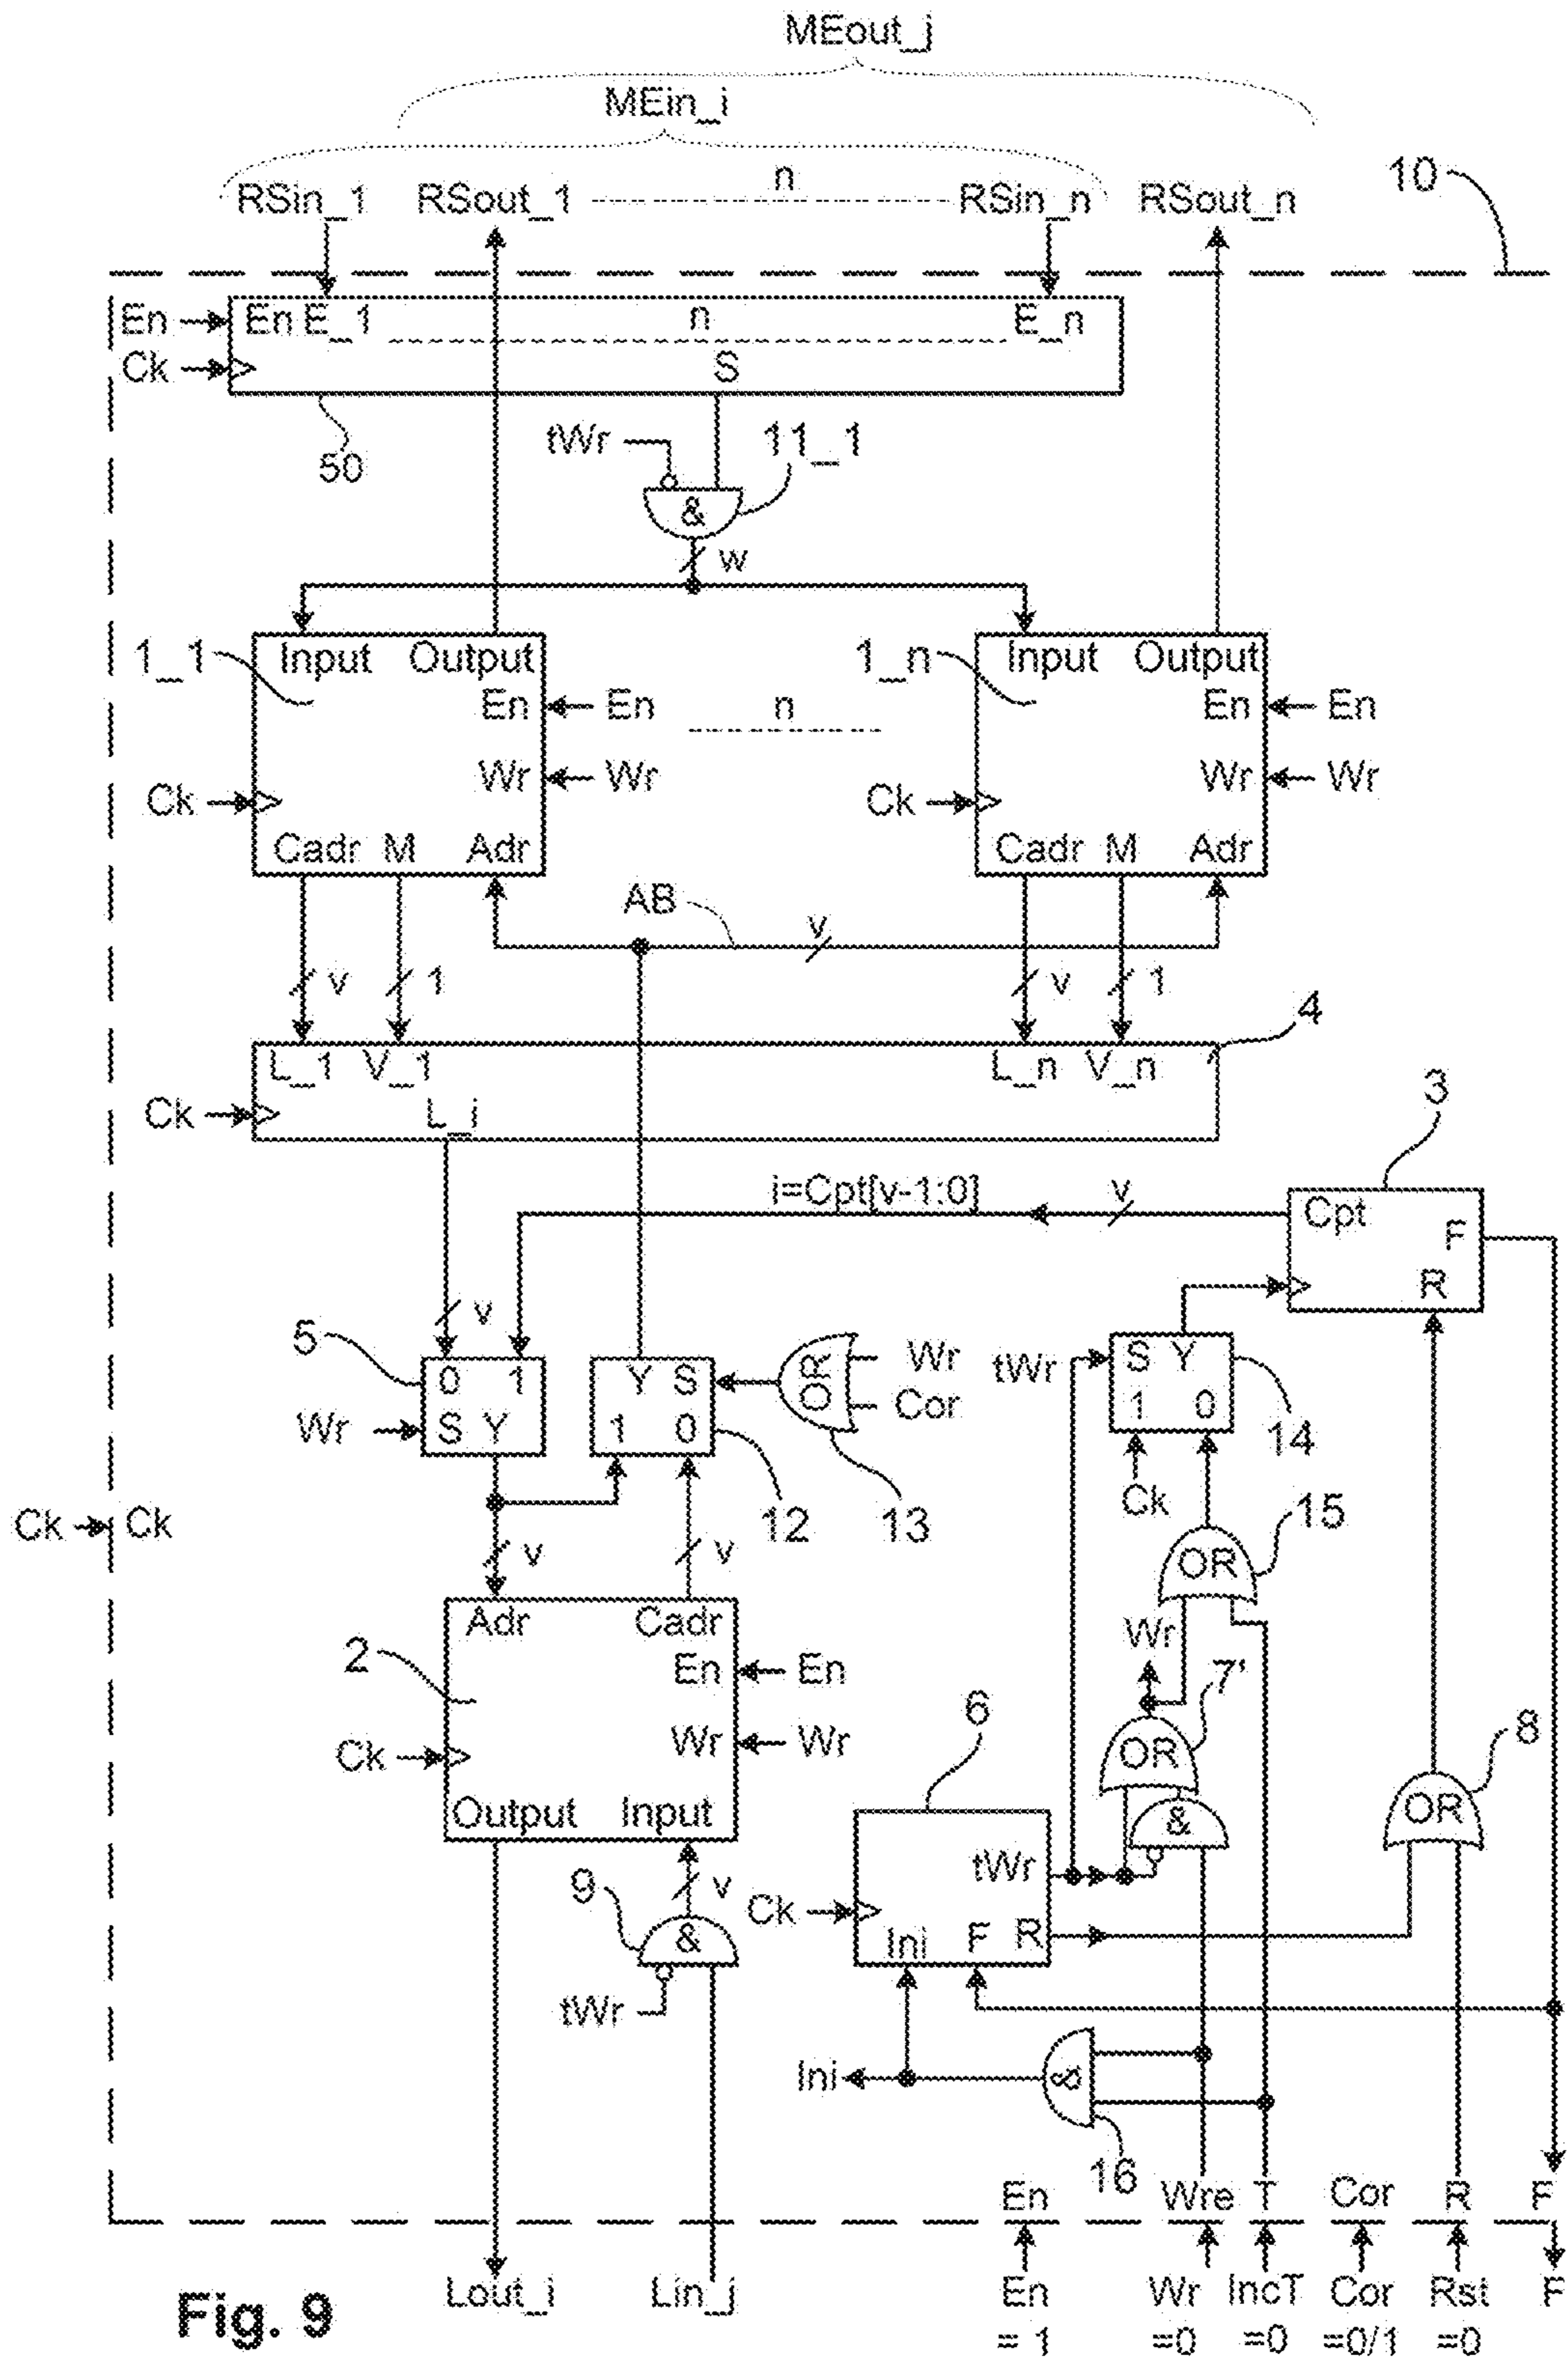 MEout_j
MEin_i
RSin_1 RSout_1 n RSin_n RSout_n 10
En En E_1 n E_n
Ck S
50 tWr 11_1
&
w
1_1 Input Output 1_n Input Output
En En n En En
Wr Wr Wr Wr
Ck Ck
Cadr M Adr Cadr M Adr
AB v
v 1 v 1
4
L_1 V_1 L_n V_n
Ck L_i
3
i=Cpt[v-1:0] v Cpt
F
R
v
5 0 1 Y S OR Wr tWr S Y
Wr S Y 1 0 Cor 1 0 14
12 13 Ck
Ck Ck 15
v v OR
Adr Cadr Wr
2 En En 7'
6 8
Ck Wr Wr OR
Output Input & OR
tWr
9 v Ck
& Ini F R
tWr
Ini & 
16
En Wre T Cor R F
Lout_i Lin_j En Wr IncT Cor Rst F
Fig. 9 = 1 =0 =0 =0/1 =0